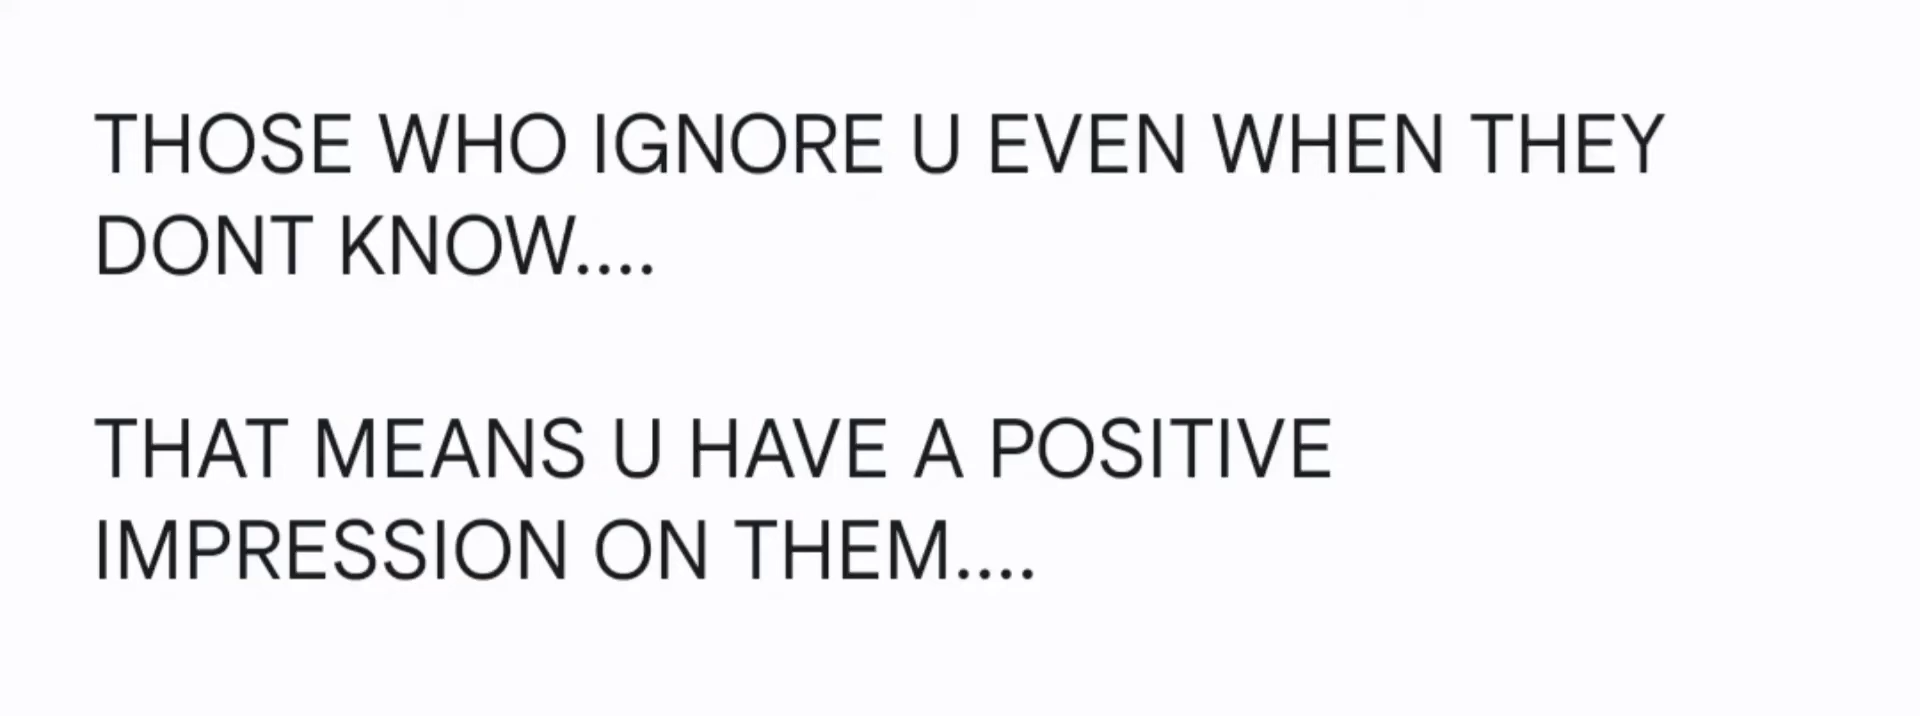 THOSE WHO IGNORE U EVEN WHEN THEY
DONT KNOW....
THAT MEANS U HAVE A POSITIVE
IMPRESSION ON THEM....